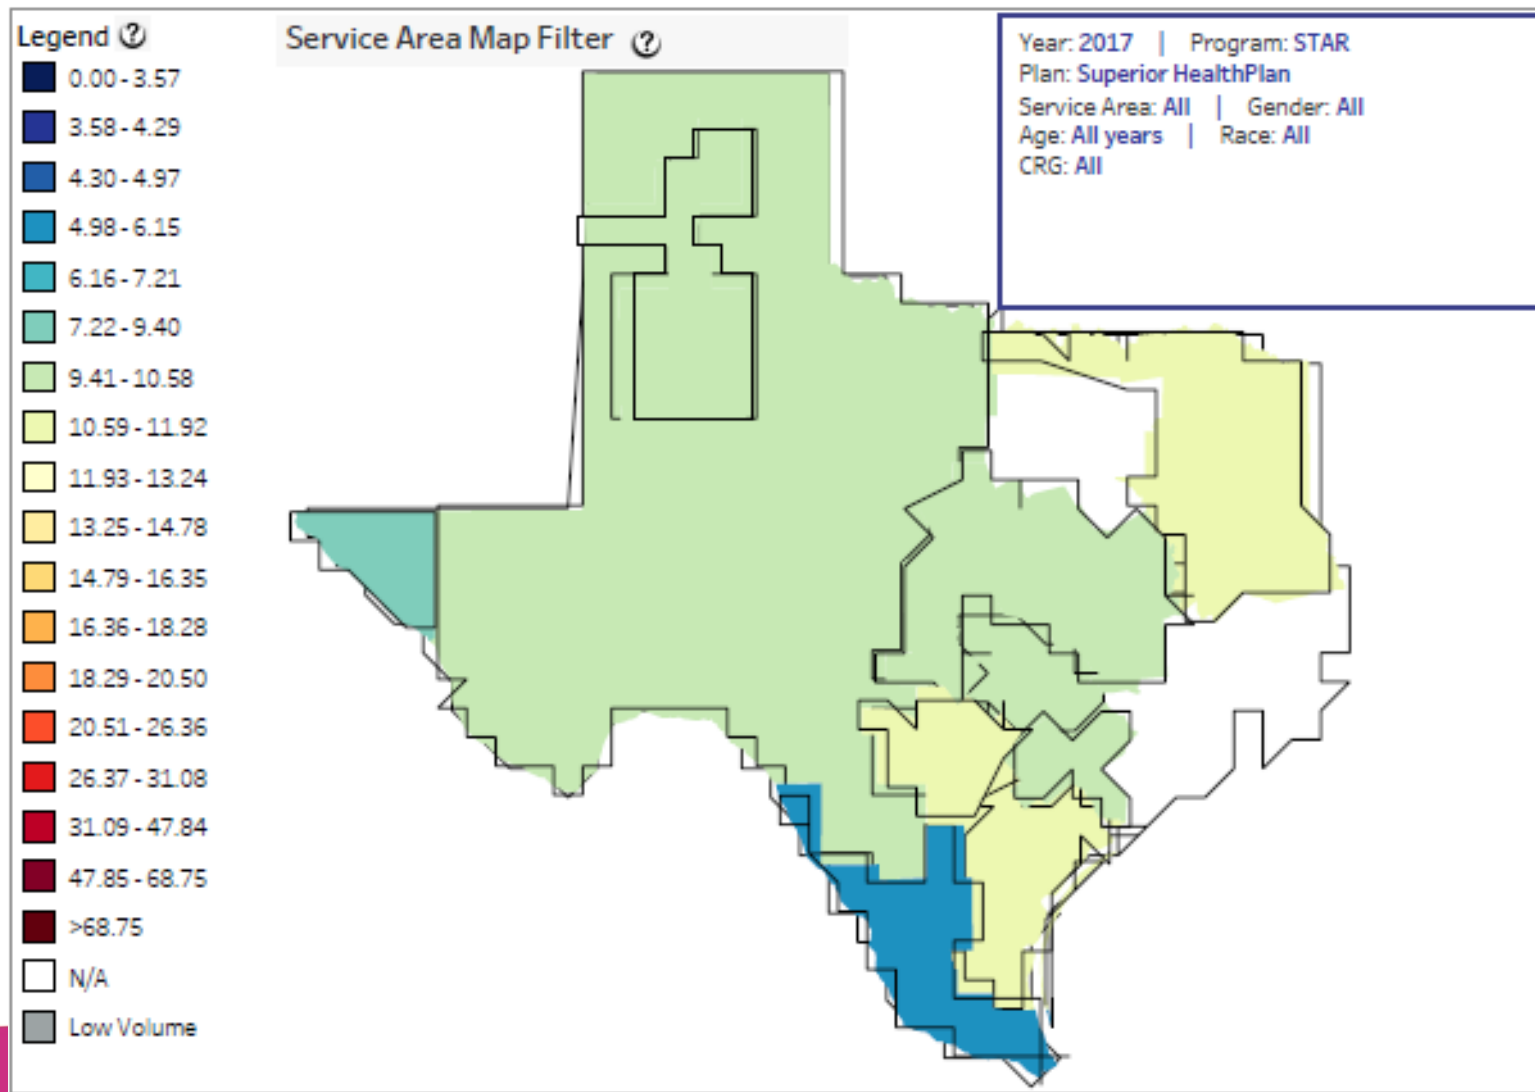 Legend ?
0.00 - 3.57
3.58 - 4.29
4.30 - 4.97
4.98 - 6.15
6.16 - 7.21
7.22 - 9.40
9.41 - 10.58
10.59 - 11.92
11.93 - 13.24
13.25 - 14.78
14.79 - 16.35
16.36 - 18.28
18.29 - 20.50
20.51 - 26.36
26.37 - 31.08
31.09 - 47.84
47.85 - 68.75
>68.75
N/A
Low Volume
Service Area Map Filter ?
Year: 2017 | Program: STAR
Plan: Superior HealthPlan
Service Area: All | Gender: All
Age: All years | Race: All
CRG: All